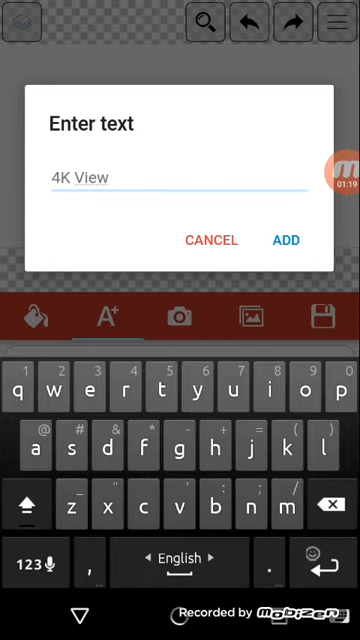 Enter text
4K View
01:19
CANCEL ADD
A+
1 2 3 4 5 6 7 8 9 0
q w e r t y u i o p
@ # & * - + = ( )
a s d f g h j k l
_ " ' : ; ! /
z x c v b n m
123 , English .
Recorded by mobizen